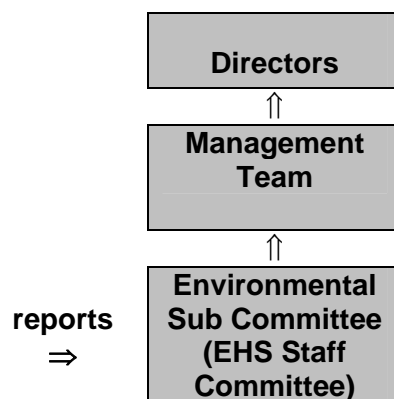 Directors
⇑
Management
Team
⇑
Environmental
Sub Committee
(EHS Staff
Committee)
reports
⇒